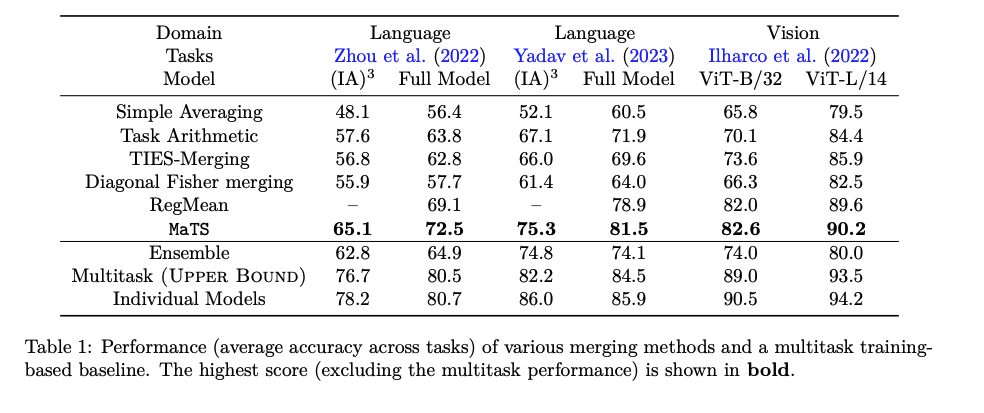 Domain Language Language Vision
Tasks Zhou et al. (2022) Yadav et al. (2023) Ilharco et al. (2022)
Model (IA)³ Full Model (IA)³ Full Model ViT-B/32 ViT-L/14
Simple Averaging 48.1 56.4 52.1 60.5 65.8 79.5
Task Arithmetic 57.6 63.8 67.1 71.9 70.1 84.4
TIES-Merging 56.8 62.8 66.0 69.6 73.6 85.9
Diagonal Fisher merging 55.9 57.7 61.4 64.0 66.3 82.5
RegMean – 69.1 – 78.9 82.0 89.6
MaTS 65.1 72.5 75.3 81.5 82.6 90.2
Ensemble 62.8 64.9 74.8 74.1 74.0 80.0
Multitask (UPPER BOUND) 76.7 80.5 82.2 84.5 89.0 93.5
Individual Models 78.2 80.7 86.0 85.9 90.5 94.2
Table 1: Performance (average accuracy across tasks) of various merging methods and a multitask training-
based baseline. The highest score (excluding the multitask performance) is shown in bold.